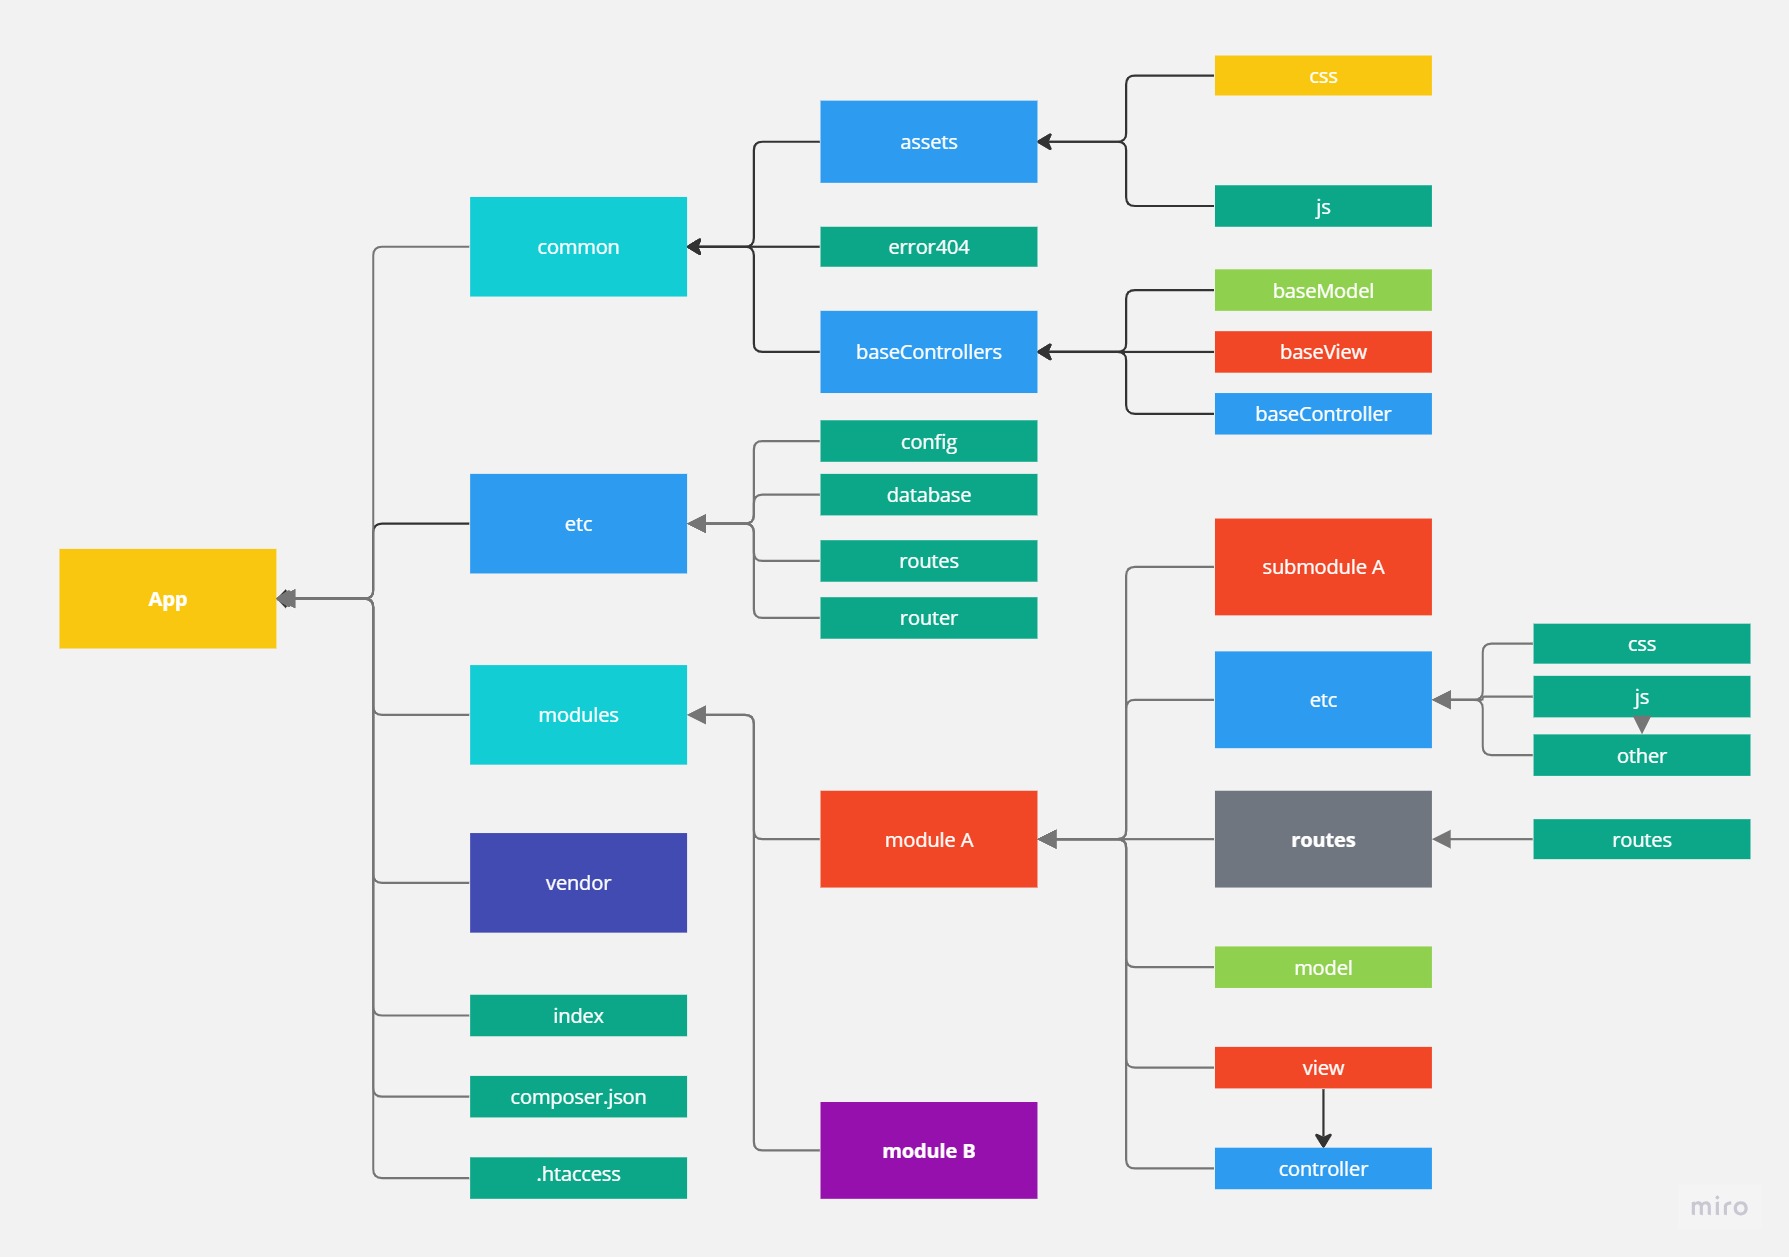 css
assets
js
common
error404
baseModel
baseControllers
baseView
baseController
config
database
etc
routes
submodule A
App
router
css
etc
js
modules
other
module A
routes
routes
vendor
model
index
view
composer.json
module B
.htaccess
controller
miro